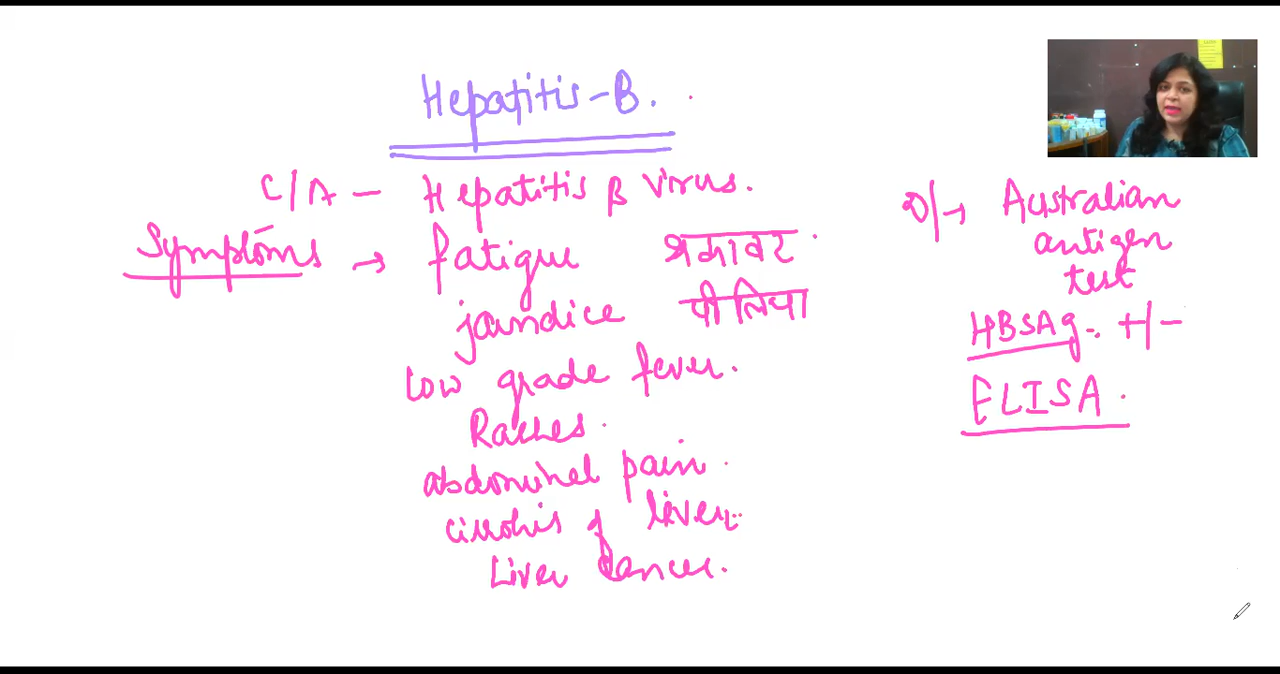 Hepatitis-B.
C/A - Hepatitis B virus.
Symptoms → fatigue थकावट.
jaundice पीलिया
Low grade fever.
Rashes.
abdominal pain.
cirrohis of liver.
Liver Cancer.
D/→ Australian
antigen
test
HBSAg-. +/-
ELISA.